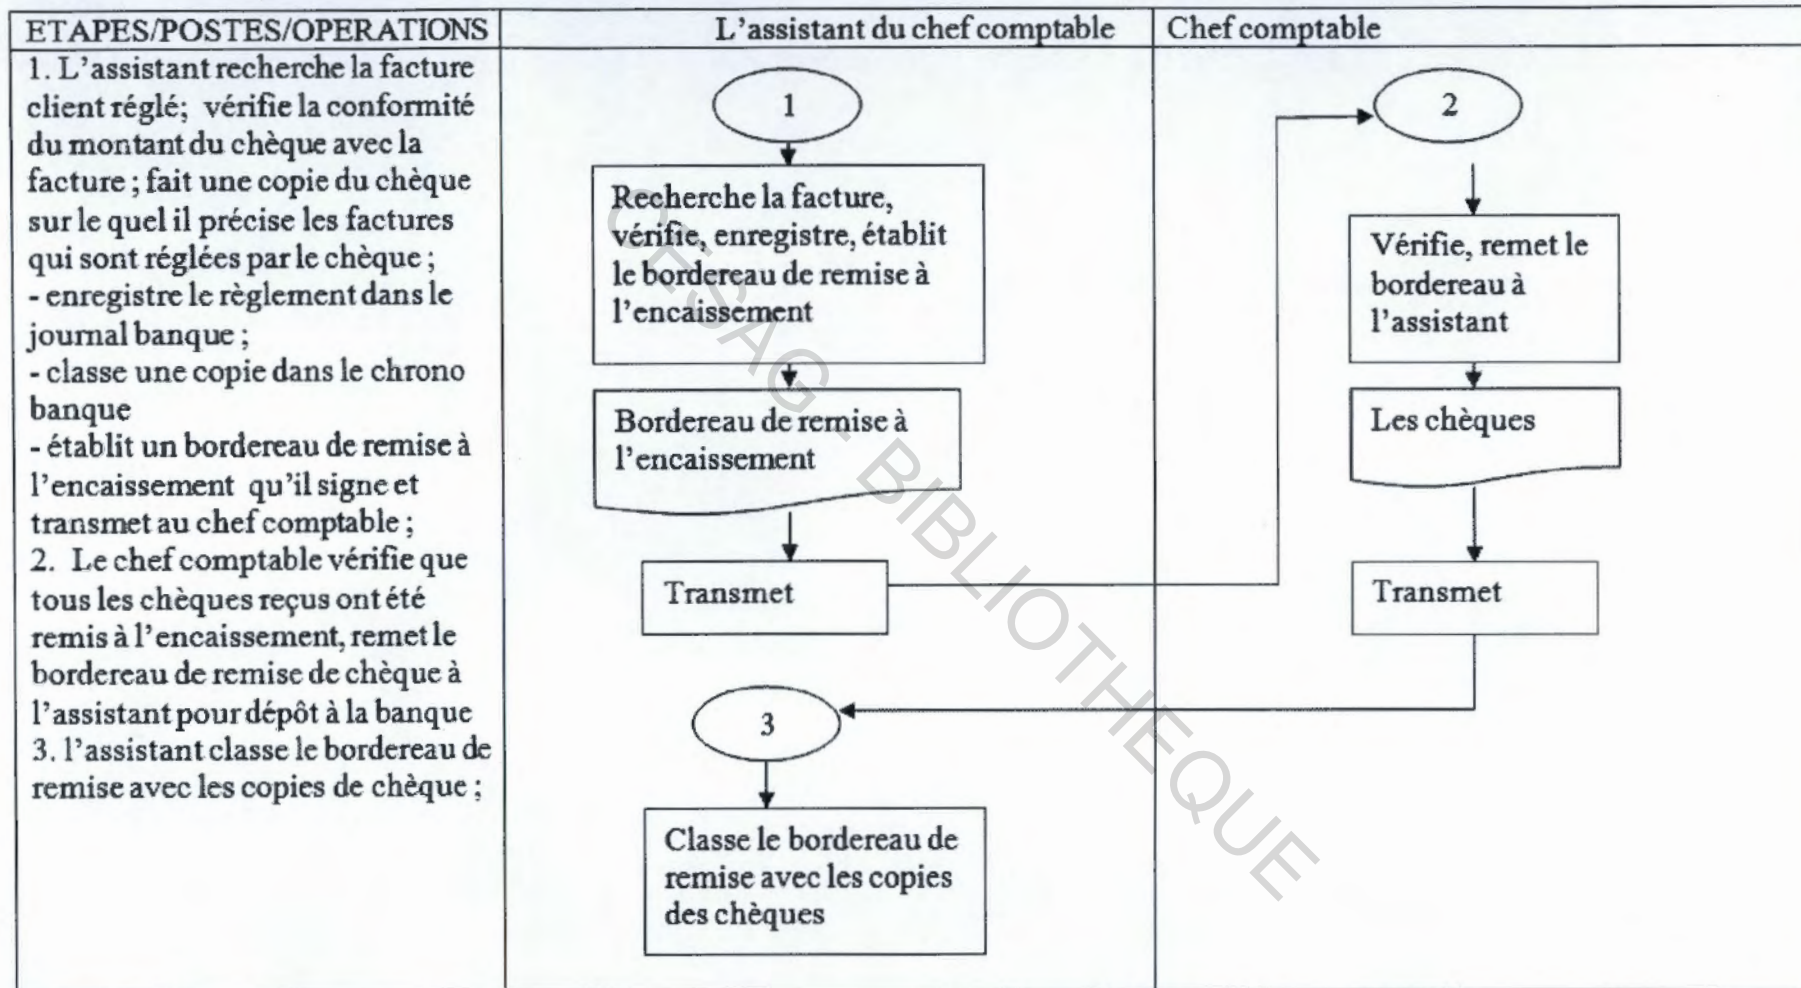 ETAPES/POSTES/OPERATIONS
L'assistant du chef comptable
Chef comptable
1. L'assistant recherche la facture
client réglé; vérifie la conformité
du montant du chèque avec la
facture ; fait une copie du chèque
sur le quel il précise les factures
qui sont réglées par le chèque ;
- enregistre le règlement dans le
journal banque ;
- classe une copie dans le chrono
banque
- établit un bordereau de remise à
l'encaissement qu'il signe et
transmet au chef comptable ;
2. Le chef comptable vérifie que
tous les chèques reçus ont été
remis à l'encaissement, remet le
bordereau de remise de chèque à
l'assistant pour dépôt à la banque
3. l'assistant classe le bordereau de
remise avec les copies de chèque ;
1
Recherche la facture,
vérifie, enregistre, établit
le bordereau de remise à
l'encaissement
Bordereau de remise à
l'encaissement
Transmet
3
Classe le bordereau de
remise avec les copies
des chèques
2
Vérifie, remet le
bordereau à
l'assistant
Les chèques
Transmet
CESAG - BIBLIOTHEQUE